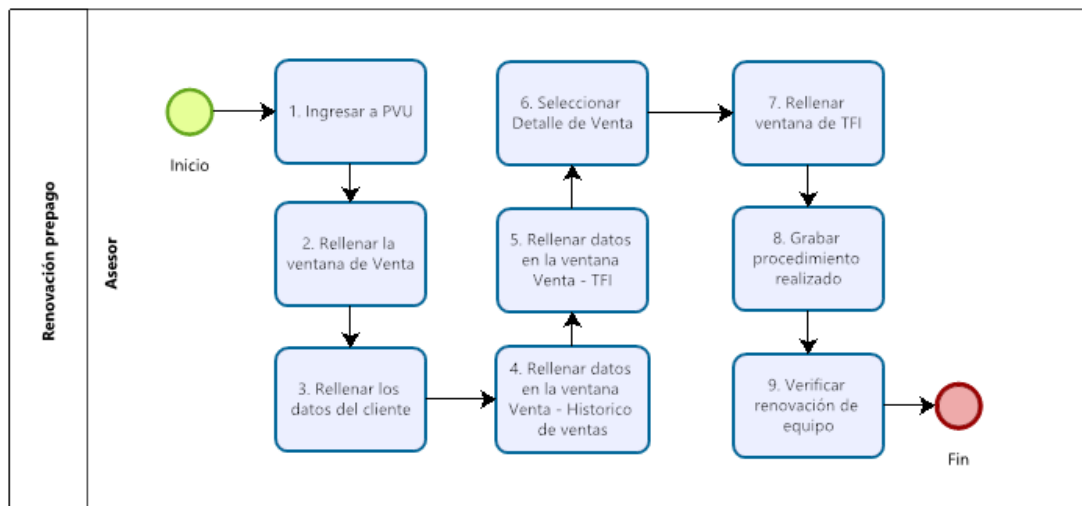 Renovación prepago
Asesor
Inicio
1. Ingresar a PVU
2. Rellenar la
ventana de Venta
3. Rellenar los
datos del cliente
4. Rellenar datos
en la ventana
Venta - Historico
de ventas
5. Rellenar datos
en la ventana
Venta - TFI
6. Seleccionar
Detalle de Venta
7. Rellenar
ventana de TFI
8. Grabar
procedimiento
realizado
9. Verificar
renovación de
equipo
Fin